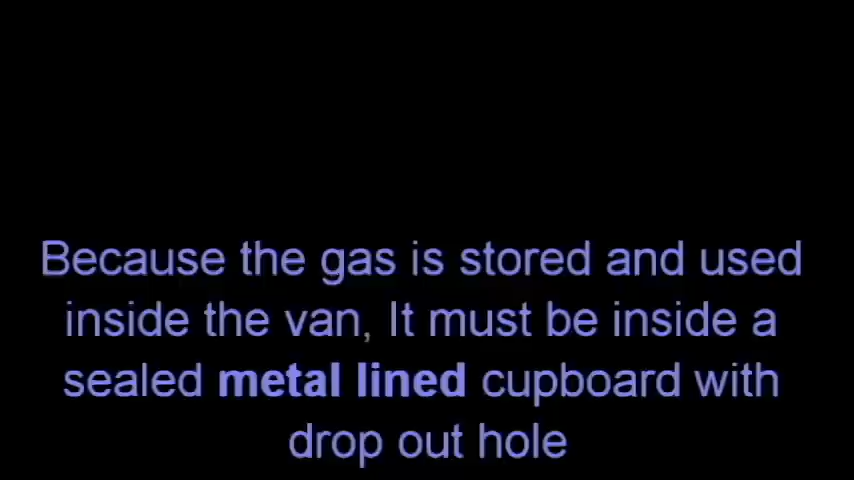 Because the gas is stored and used
inside the van, It must be inside a
sealed metal lined cupboard with
drop out hole